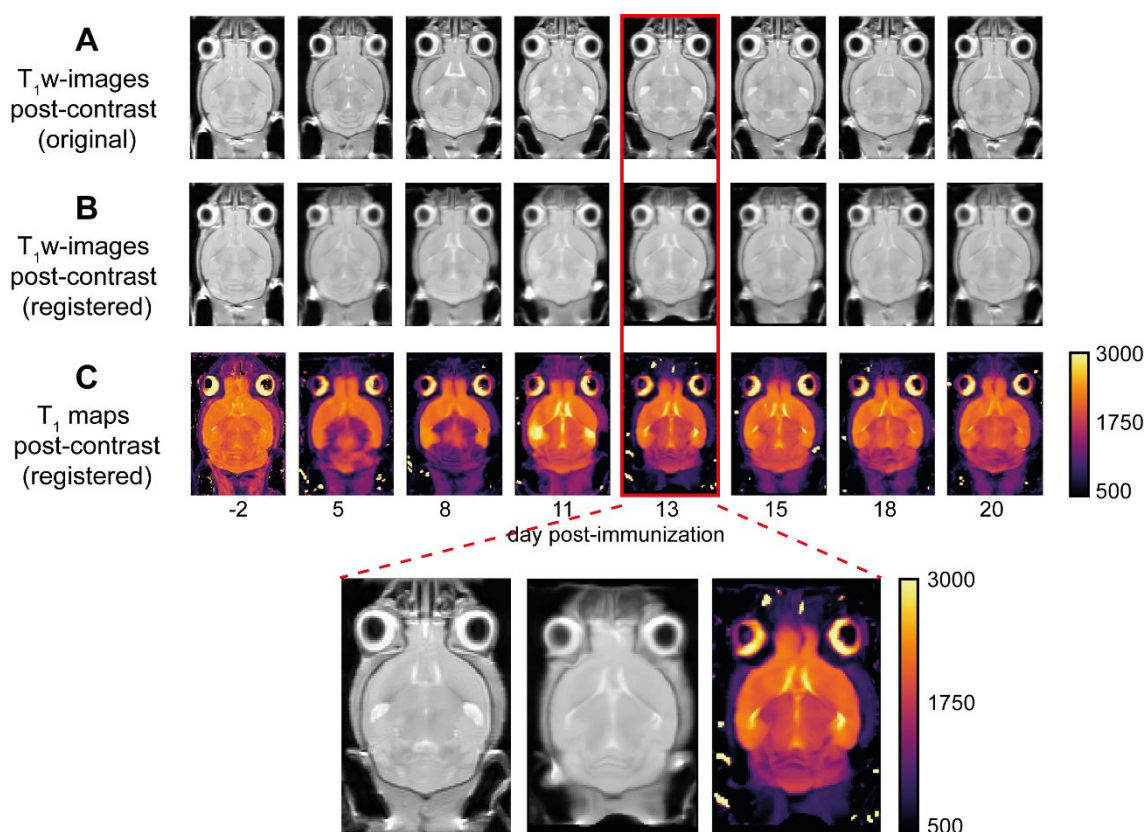 A
T1w-images
post-contrast
(original)
B
T1w-images
post-contrast
(registered)
C
T1 maps
post-contrast
(registered)
3000
1750
500
-2 5 8 11 13 15 18 20
day post-immunization
3000
1750
500